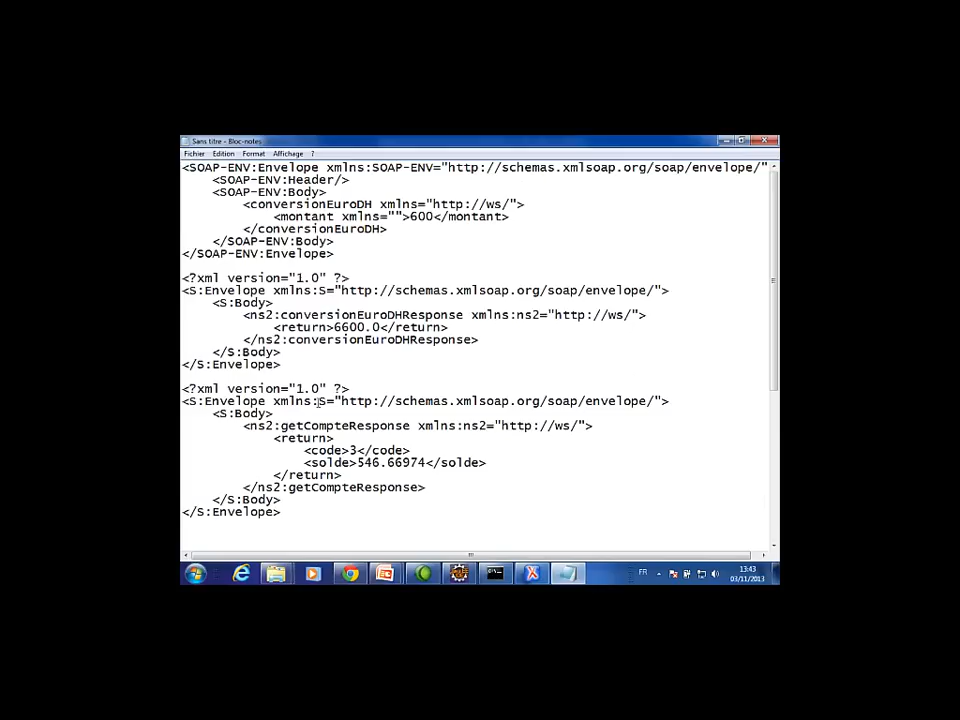 Sans titre - Bloc-notes
Fichier Edition Format Affichage ?
<SOAP-ENV:Envelope xmlns:SOAP-ENV="http://schemas.xmlsoap.org/soap/envelope/"
<SOAP-ENV:Header/>
<SOAP-ENV:Body>
<conversionEuroDH xmlns="http://ws/">
<montant xmlns="">600</montant>
</conversionEuroDH>
</SOAP-ENV:Body>
</SOAP-ENV:Envelope>
<?xml version="1.0" ?>
<S:Envelope xmlns:S="http://schemas.xmlsoap.org/soap/envelope/">
<S:Body>
<ns2:conversionEuroDHResponse xmlns:ns2="http://ws/">
<return>6600.0</return>
</ns2:conversionEuroDHResponse>
</S:Body>
</S:Envelope>
<?xml version="1.0" ?>
<S:Envelope xmlns:S="http://schemas.xmlsoap.org/soap/envelope/">
<S:Body>
<ns2:getCompteResponse xmlns:ns2="http://ws/">
<return>
<code>3</code>
<solde>546.66974</solde>
</return>
</ns2:getCompteResponse>
</S:Body>
</S:Envelope>
FR
13:43
03/11/2013